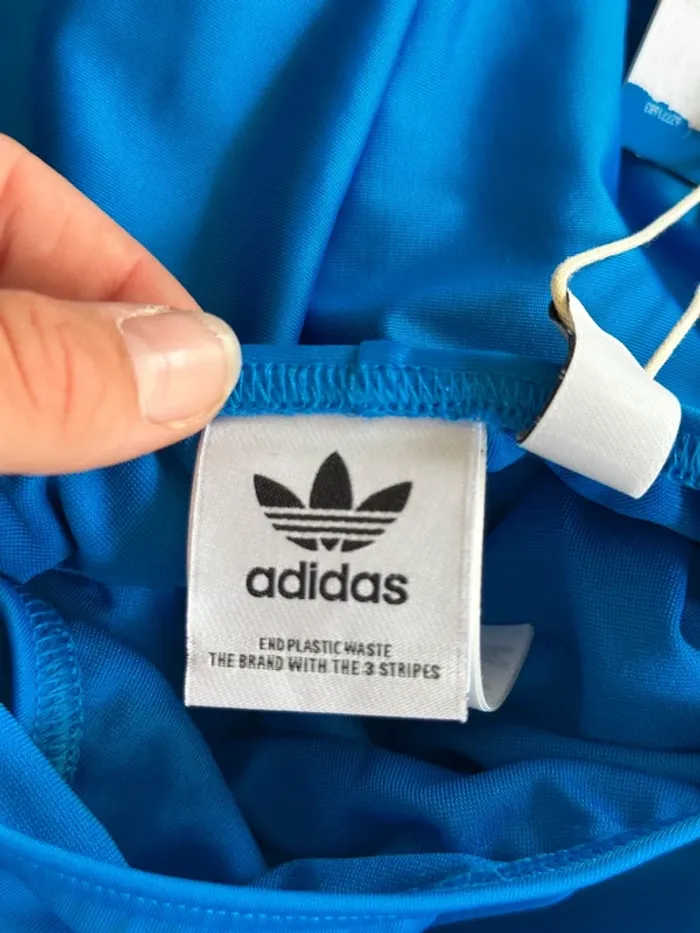 adidas
END PLASTIC WASTE
THE BRAND WITH THE 3 STRIPES